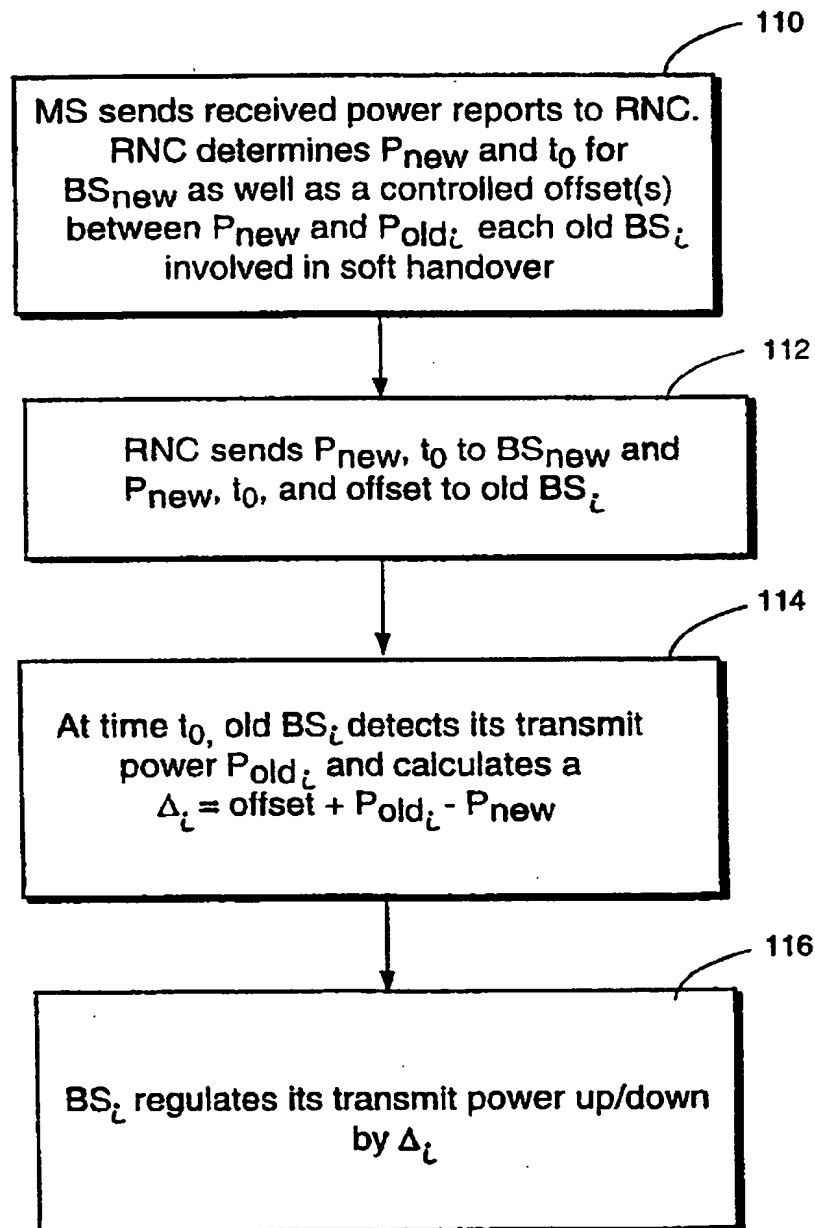 110
MS sends received power reports to RNC.
RNC determines Pnew and t0 for
BSnew as well as a controlled offset(s)
between Pnew and Poldi each old BSi
involved in soft handover
112
RNC sends Pnew, t0 to BSnew and
Pnew, t0, and offset to old BSi
114
At time t0, old BSi detects its transmit
power Poldi and calculates a
Δi = offset + Poldi - Pnew
116
BSi regulates its transmit power up/down
by Δi